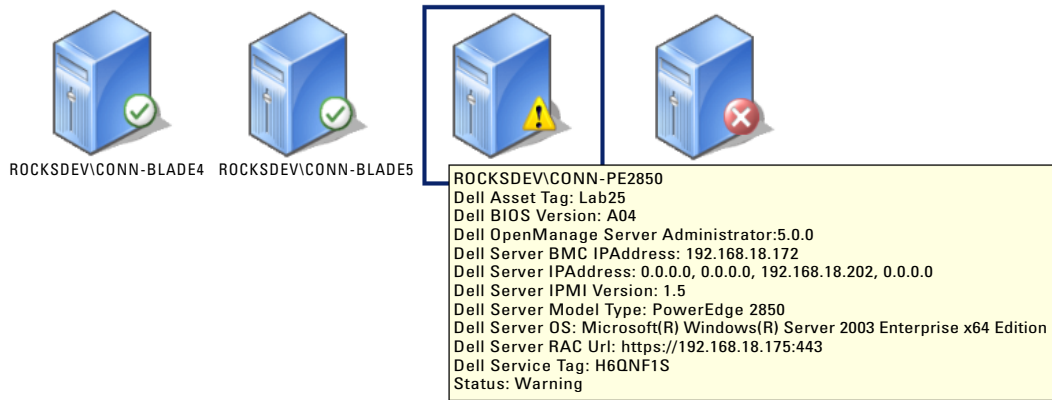 ROCKSDEV\CONN-BLADE4
ROCKSDEV\CONN-BLADE5
ROCKSDEV\CONN-PE2850
Dell Asset Tag: Lab25
Dell BIOS Version: A04
Dell OpenManage Server Administrator:5.0.0
Dell Server BMC IPAddress: 192.168.18.172
Dell Server IPAddress: 0.0.0.0, 0.0.0.0, 192.168.18.202, 0.0.0.0
Dell Server IPMI Version: 1.5
Dell Server Model Type: PowerEdge 2850
Dell Server OS: Microsoft(R) Windows(R) Server 2003 Enterprise x64 Edition
Dell Server RAC Url: https://192.168.18.175:443
Dell Service Tag: H6QNF1S
Status: Warning